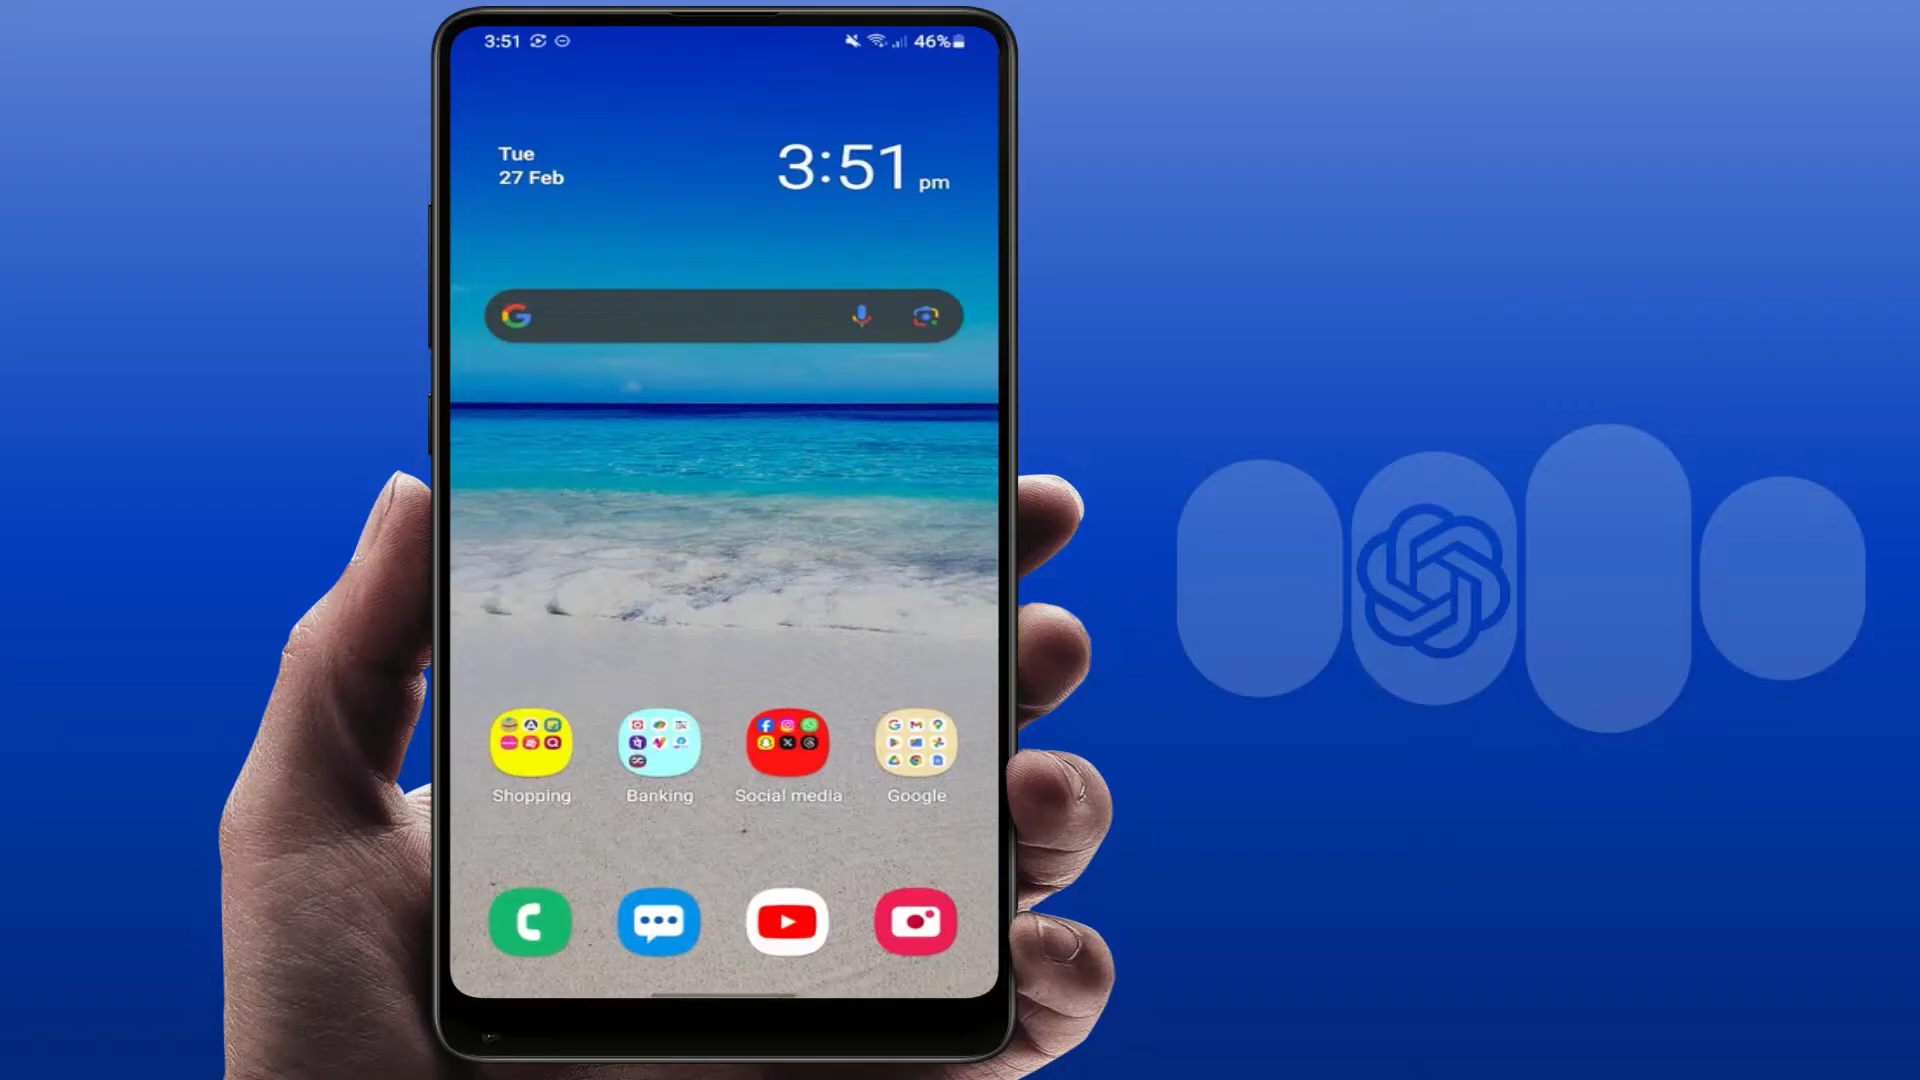 3:51
46%
Tue
27 Feb
3:51 pm
Shopping
Banking
Social media
Google